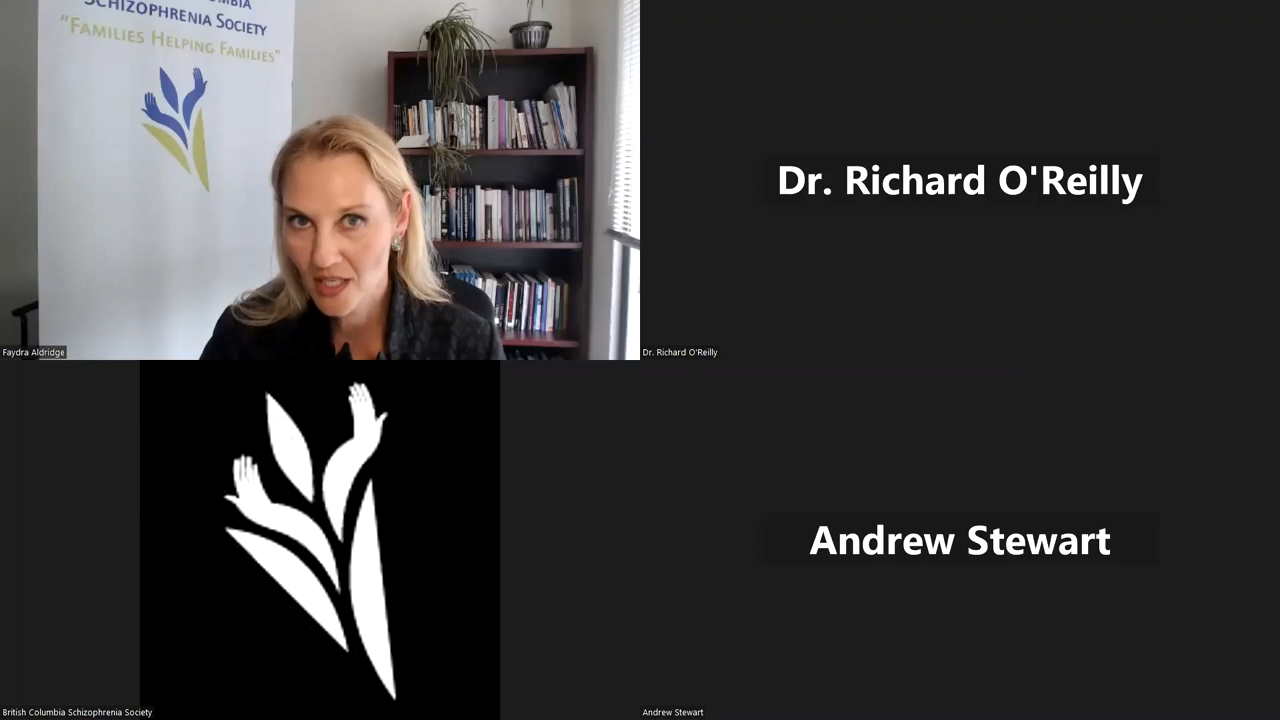 SCHIZOPHRENIA SOCIETY
"FAMILIES HELPING FAMILIES"
Faydra Aldridge
Dr. Richard O'Reilly
Dr. Richard O'Reilly
British Columbia Schizophrenia Society
Andrew Stewart
Andrew Stewart